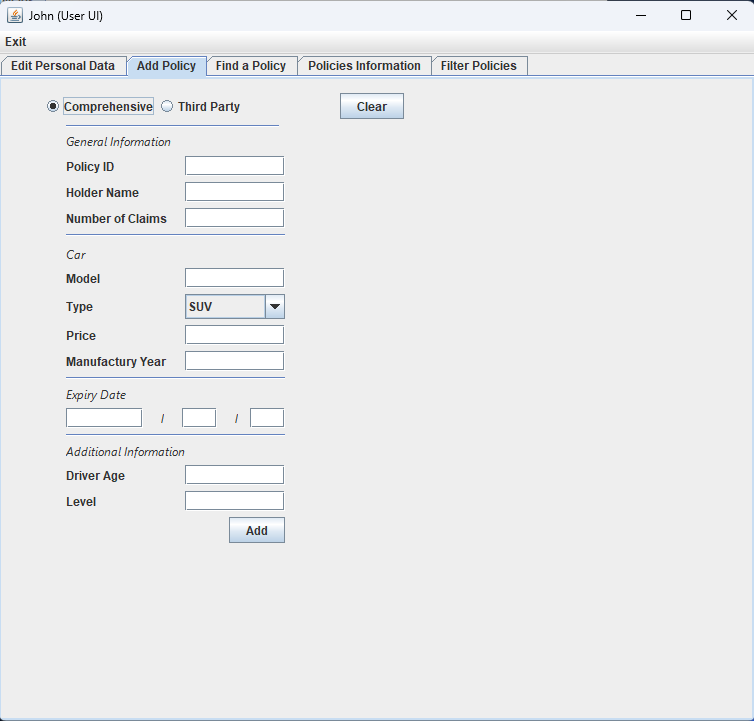 John (User UI)
Exit
Edit Personal Data Add Policy Find a Policy Policies Information Filter Policies
Comprehensive Third Party Clear
General Information
Policy ID
Holder Name
Number of Claims
Car
Model
Type SUV
Price
Manufactury Year
Expiry Date
/ /
Additional Information
Driver Age
Level
Add